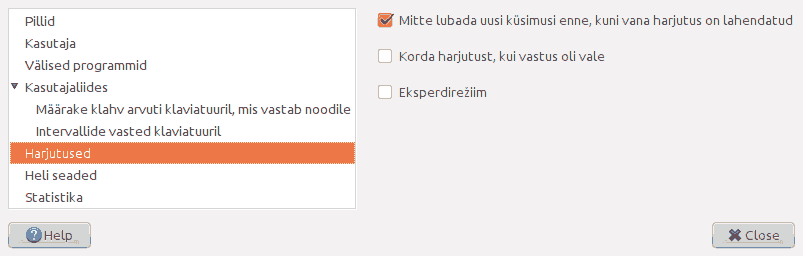 Pillid
Kasutaja
Välised programmid
Kasutajaliides
Määrake klahv arvuti klaviatuuril, mis vastab noodile
Intervallide vasted klaviatuuril
Harjutused
Heli seaded
Statistika
Mitte lubada uusi küsimusi enne, kuni vana harjutus on lahendatud
Korda harjutust, kui vastus oli vale
Eksperdirežiim
Help
Close